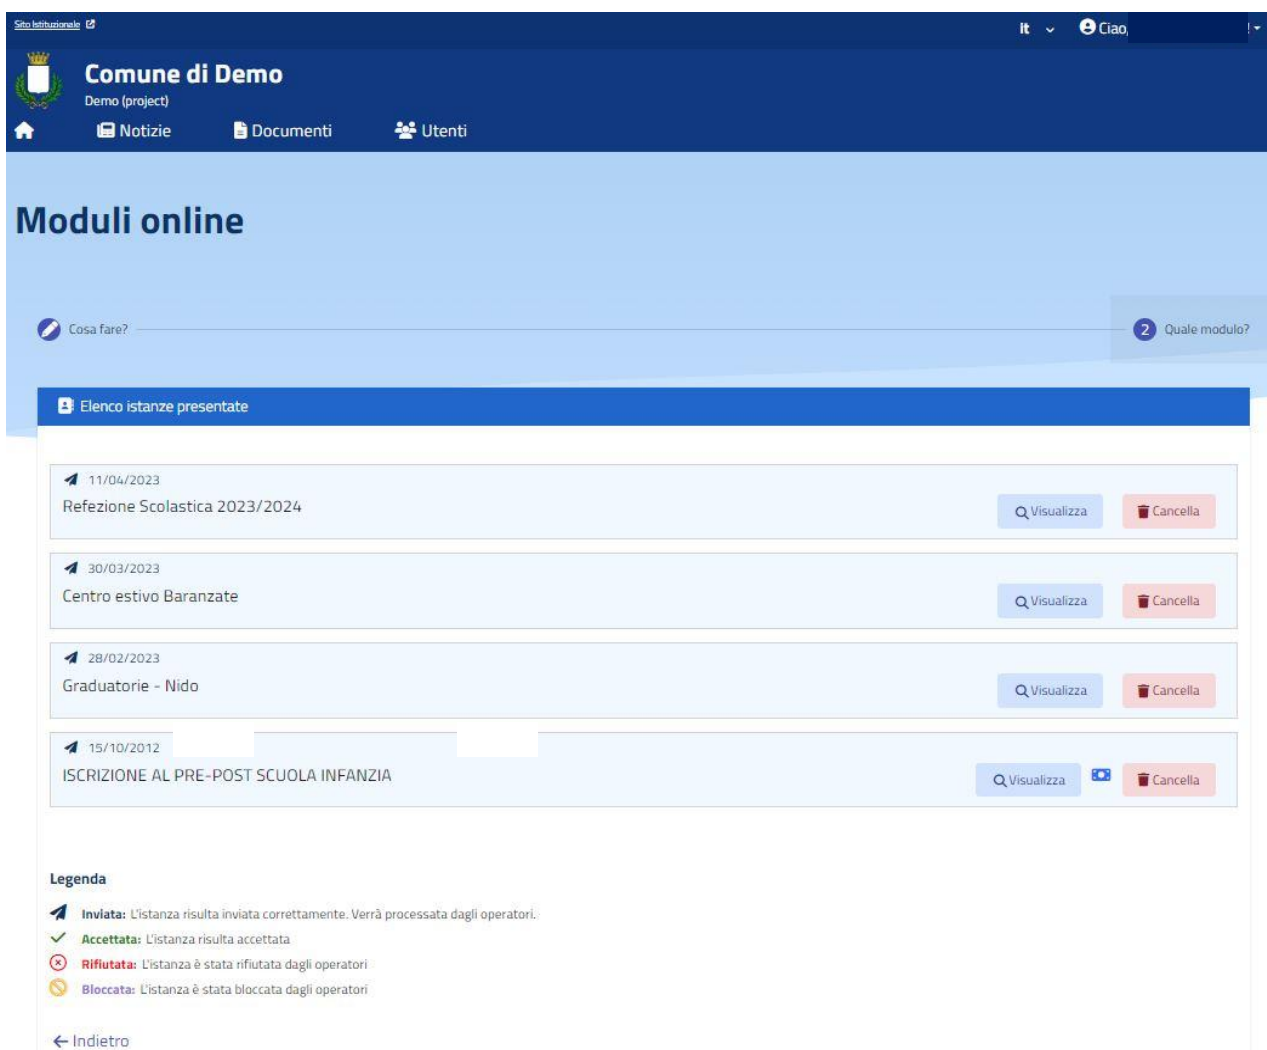 Sito Istituzionale
it
Ciao,
Comune di Demo
Demo (project)
Notizie Documenti Utenti
Moduli online
Cosa fare? 2 Quale modulo?
Elenco istanze presentate
11/04/2023
Refezione Scolastica 2023/2024
Visualizza Cancella
30/03/2023
Centro estivo Baranzate
Visualizza Cancella
28/02/2023
Graduatorie - Nido
Visualizza Cancella
15/10/2012
ISCRIZIONE AL PRE-POST SCUOLA INFANZIA
Visualizza Cancella
Legenda
Inviata: L'istanza risulta inviata correttamente. Verrà processata dagli operatori.
Accettata: L'istanza risulta accettata
Rifiutata: L'istanza è stata rifiutata dagli operatori
Bloccata: L'istanza è stata bloccata dagli operatori
Indietro